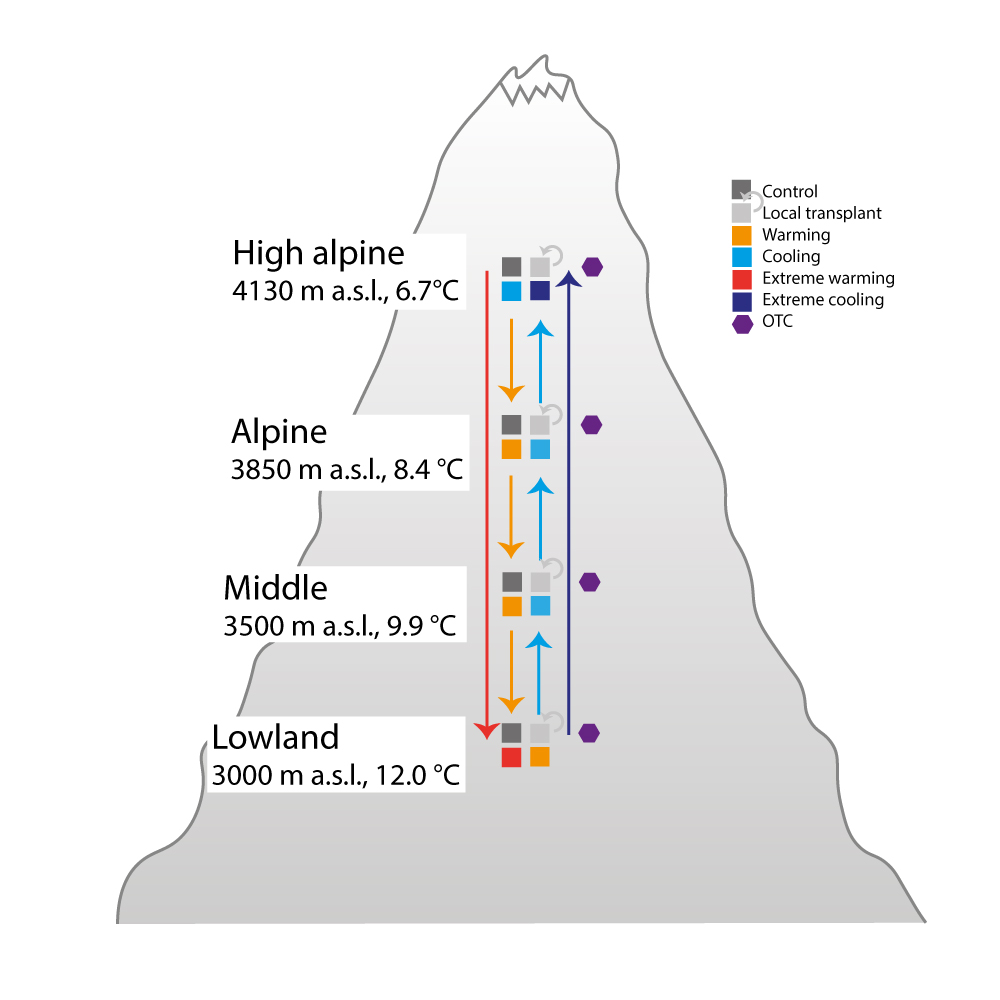 High alpine
4130 m a.s.l., 6.7°C
Alpine
3850 m a.s.l., 8.4 °C
Middle
3500 m a.s.l., 9.9 °C
Lowland
3000 m a.s.l., 12.0 °C
Control
Local transplant
Warming
Cooling
Extreme warming
Extreme cooling
OTC